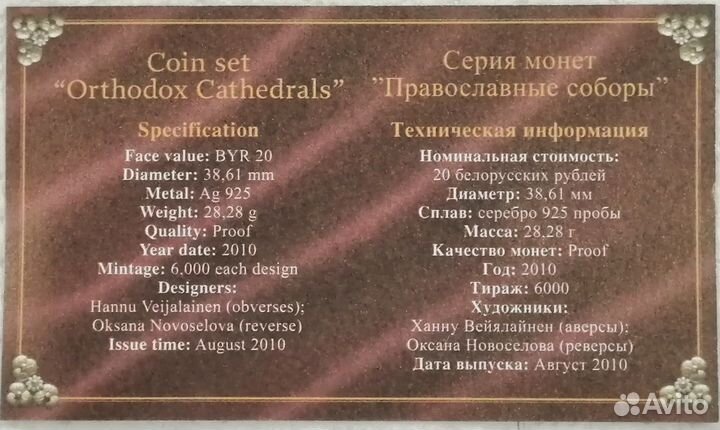 Coin set
“Orthodox Cathedrals”
Specification
Face value: BYR 20
Diameter: 38,61 mm
Metal: Ag 925
Weight: 28,28 g
Quality: Proof
Year date: 2010
Mintage: 6,000 each design
Designers:
Hannu Veijalainen (obverses);
Oksana Novoselova (reverse)
Issue time: August 2010
Серия монет
”Православные соборы”
Техническая информация
Номинальная стоимость:
20 белорусских рублей
Диаметр: 38,61 мм
Сплав: серебро 925 пробы
Масса: 28,28 г
Качество монет: Proof
Год: 2010
Тираж: 6000
Художники:
Ханну Вейялайнен (аверсы);
Оксана Новоселова (реверсы)
Дата выпуска: Август 2010
Avito